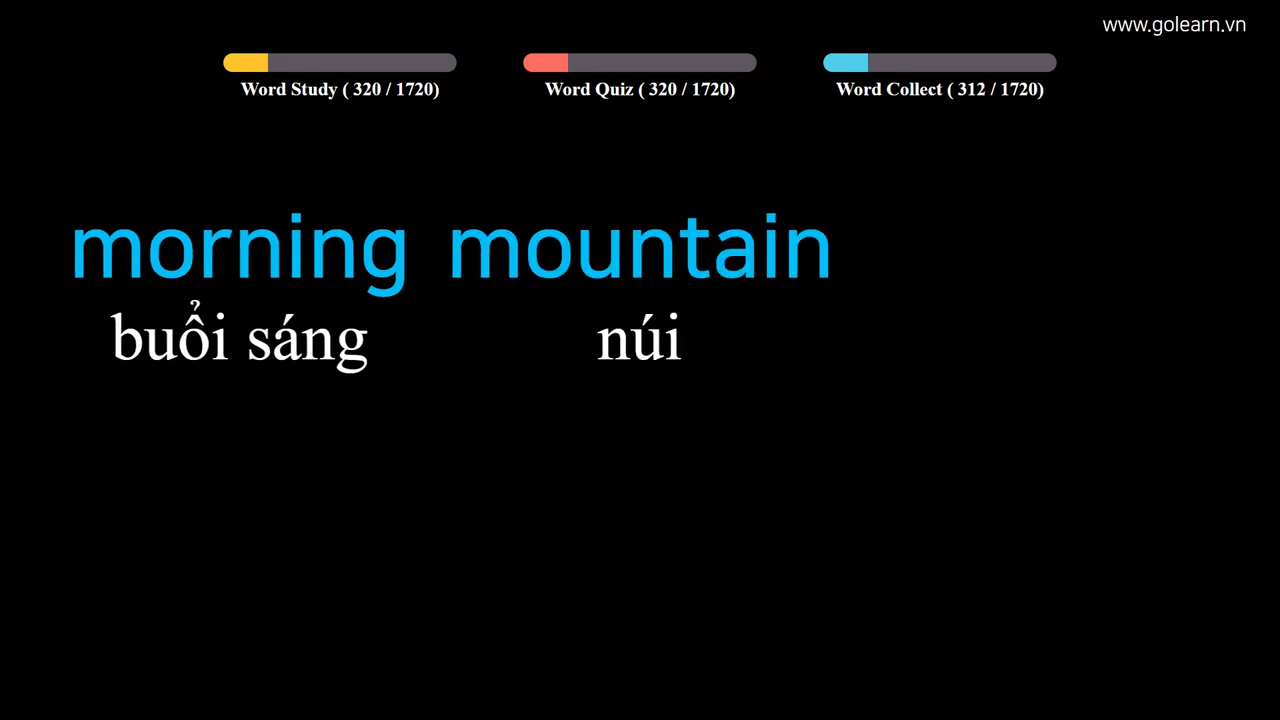 www.golearn.vn
Word Study ( 320 / 1720)
Word Quiz ( 320 / 1720)
Word Collect ( 312 / 1720)
morning mountain
buổi sáng núi